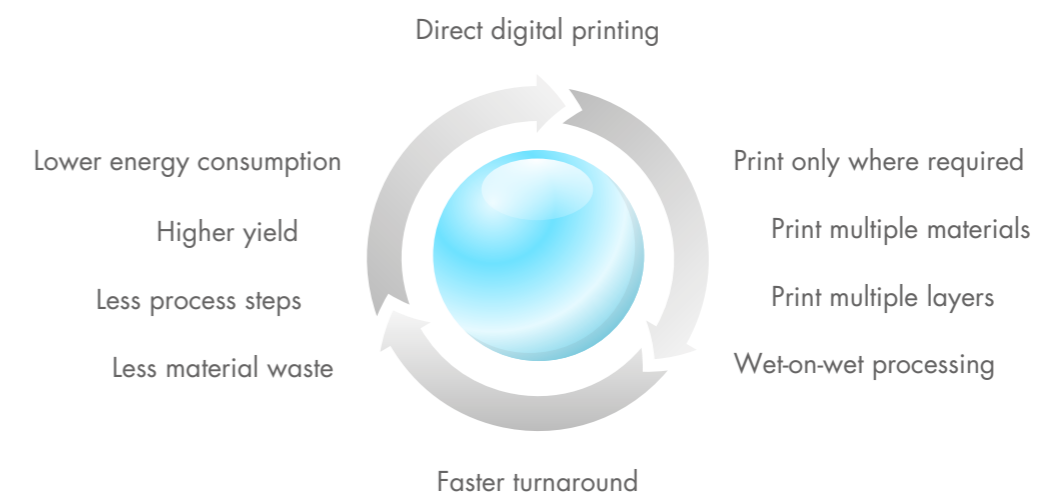 Direct digital printing
Lower energy consumption
Higher yield
Less process steps
Less material waste
Print only where required
Print multiple materials
Print multiple layers
Wet-on-wet processing
Faster turnaround